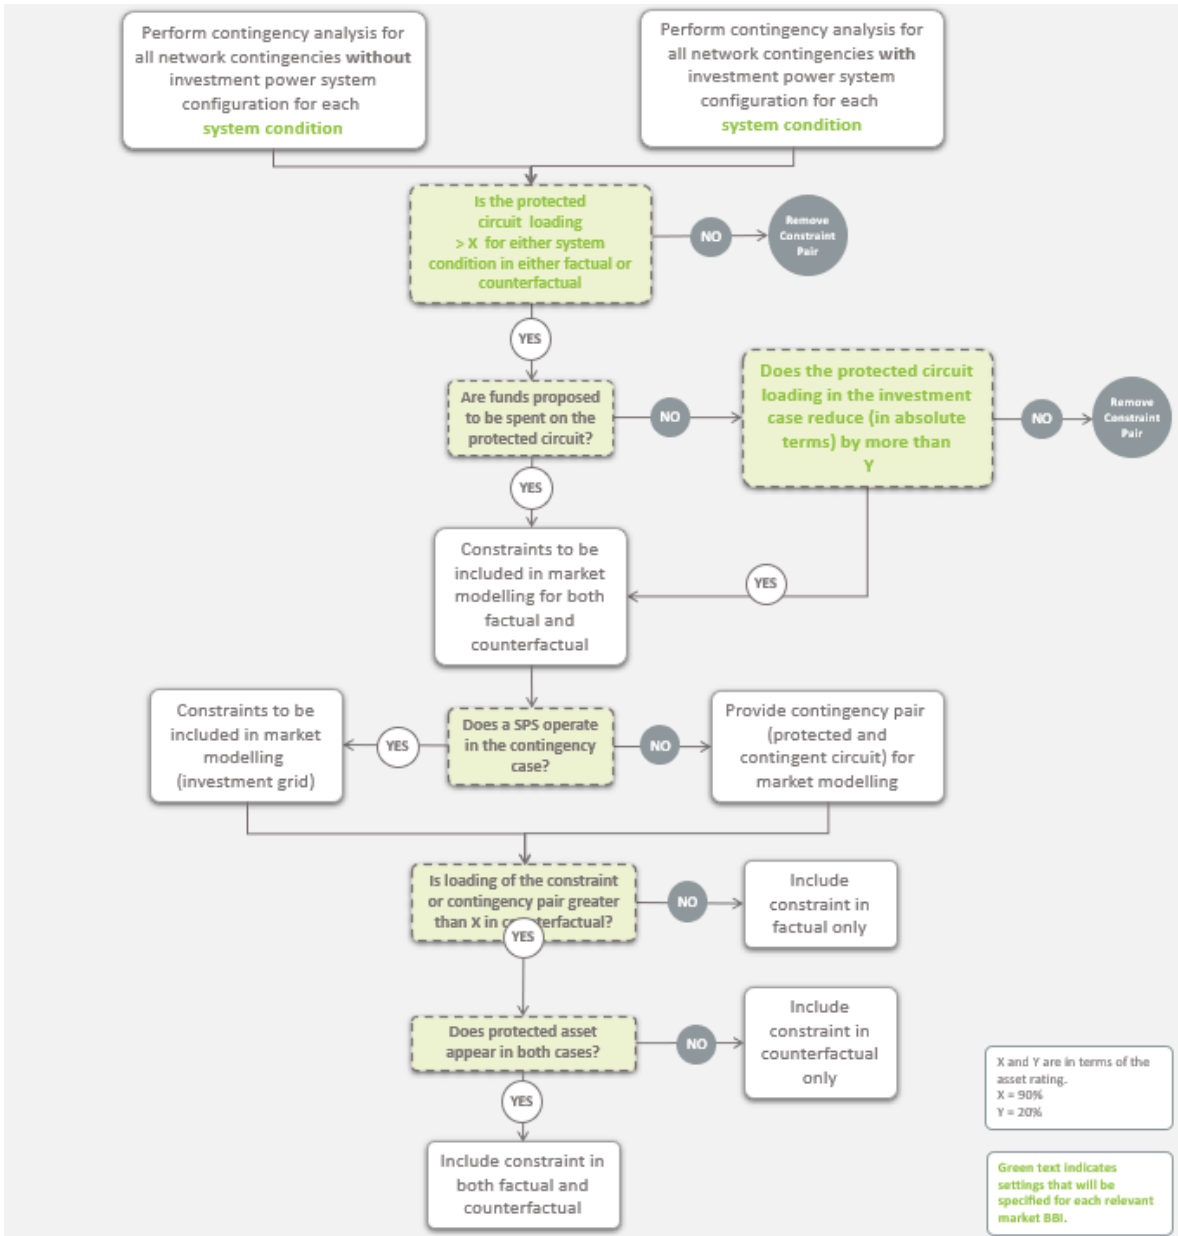 Perform contingency analysis for
all network contingencies without
investment power system
configuration for each
system condition
Perform contingency analysis for
all network contingencies with
investment power system
configuration for each
system condition
Is the protected
circuit loading
> X for either system
condition in either factual or
counterfactual
NO
Remove
Constraint
Pair
YES
Are funds proposed
to be spent on the
protected circuit?
NO
Does the protected circuit
loading in the investment
case reduce (in absolute
terms) by more than
Y
NO
Remove
Constraint
Pair
YES
YES
Constraints to be
included in market
modelling for both
factual and
counterfactual
Does a SPS operate
in the contingency
case?
YES
Constraints to be
included in market
modelling
(investment grid)
NO
Provide contingency pair
(protected and
contingent circuit) for
market modelling
Is loading of the constraint
or contingency pair greater
than X in counterfactual?
NO
Include
constraint in
factual only
YES
Does protected asset
appear in both cases?
NO
Include
constraint in
counterfactual
only
YES
Include constraint in
both factual and
counterfactual
X and Y are in terms of the
asset rating.
X = 90%
Y = 20%
Green text indicates
settings that will be
specified for each relevant
market BBI.